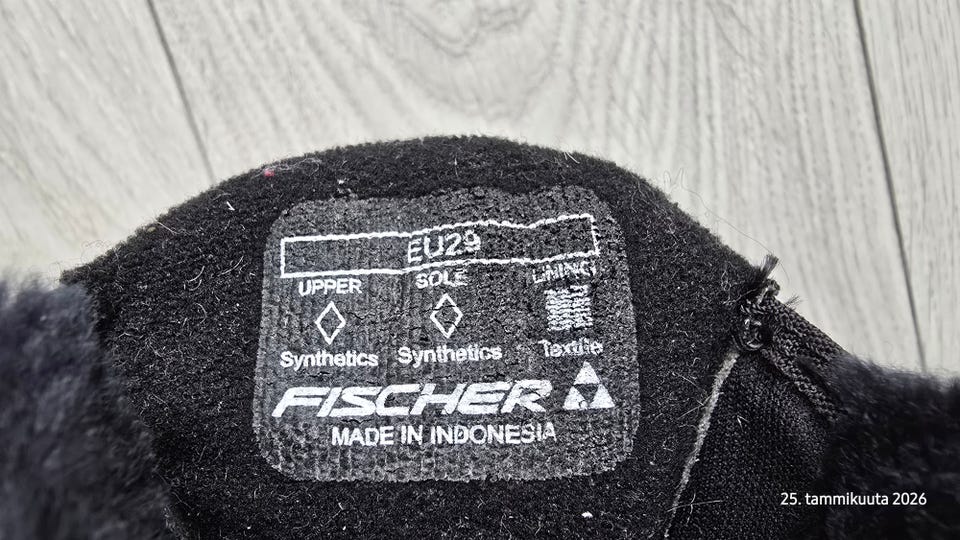 EU29
UPPER SOLE LINING
Synthetics Synthetics Textile
FISCHER
MADE IN INDONESIA
25. tammikuuta 2026